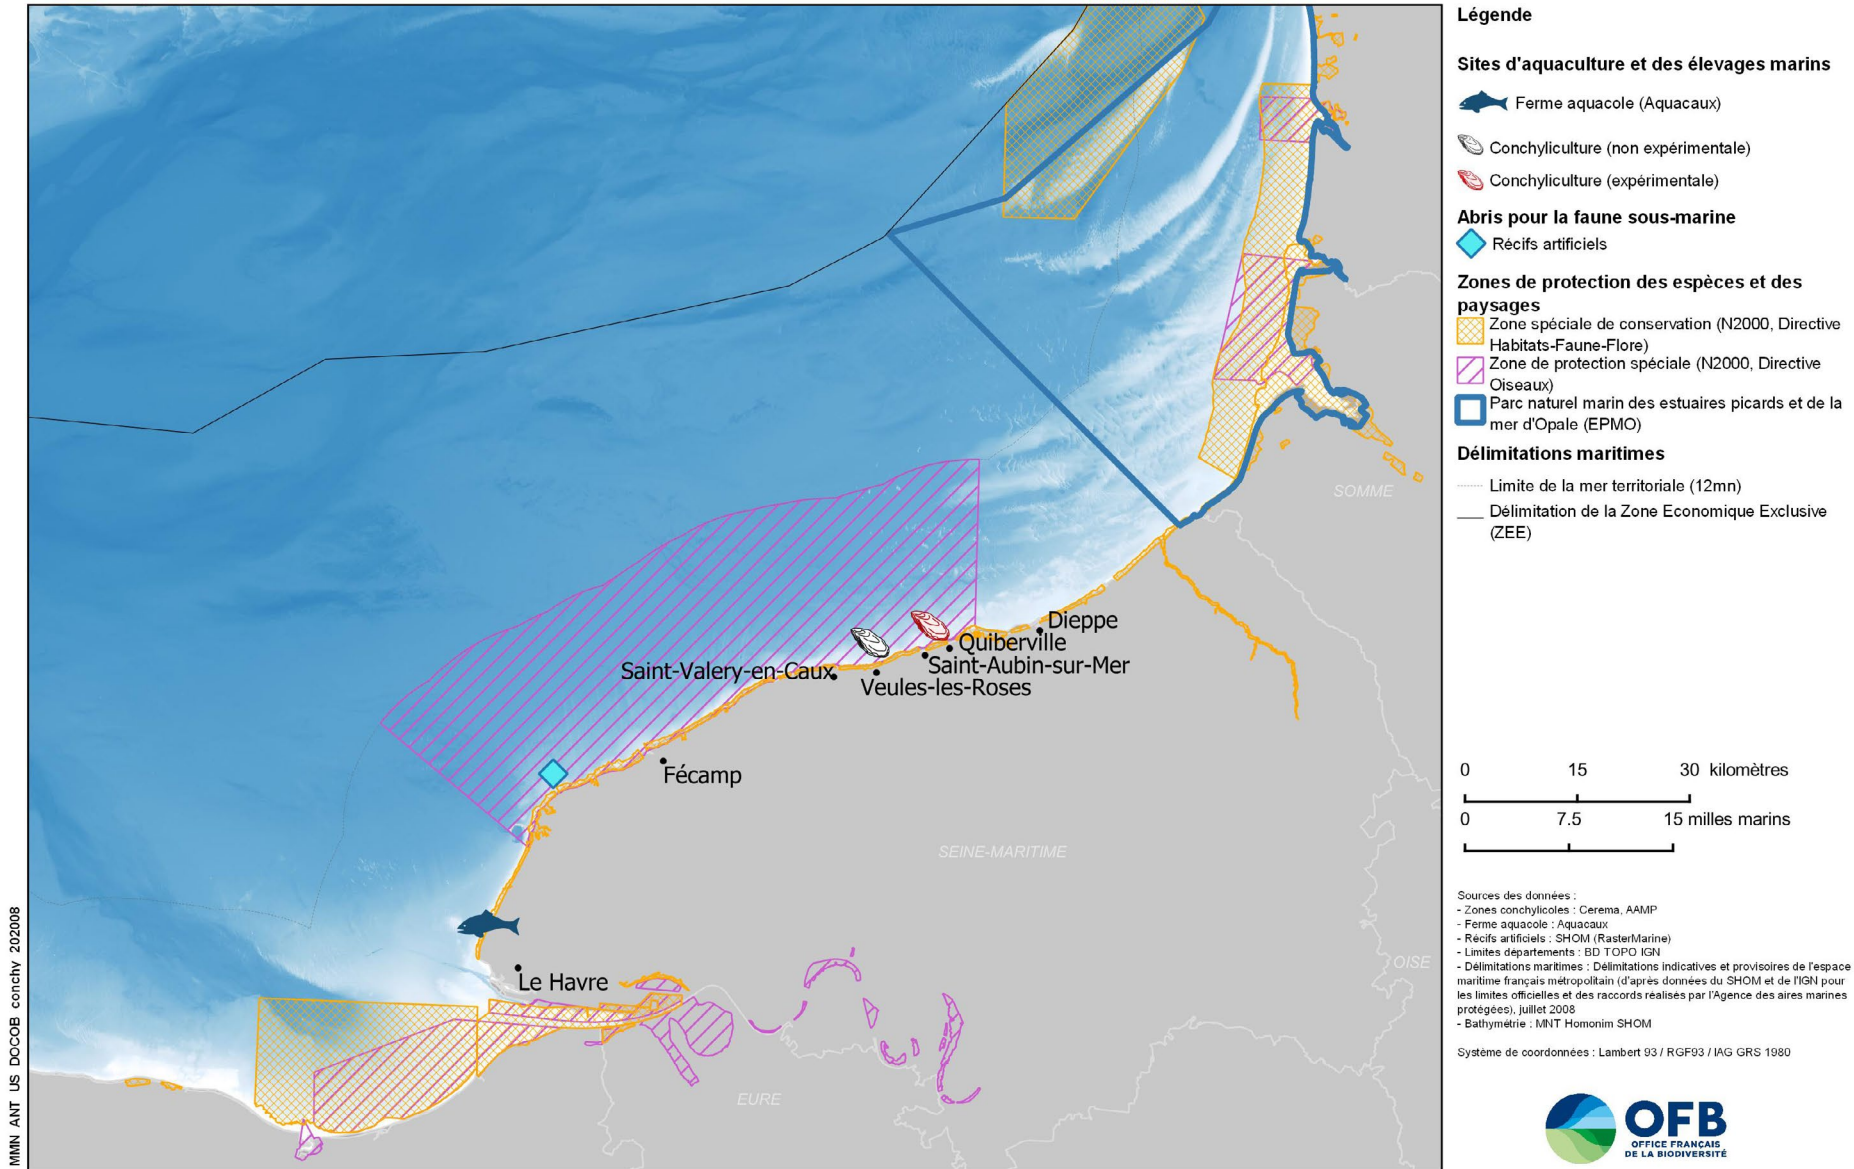 Légende
Sites d'aquaculture et des élevages marins
Ferme aquacole (Aquacaux)
Conchyliculture (non expérimentale)
Conchyliculture (expérimentale)
Abris pour la faune sous-marine
Récifs artificiels
Zones de protection des espèces et des
paysages
Zone spéciale de conservation (N2000, Directive
Habitats-Faune-Flore)
Zone de protection spéciale (N2000, Directive
Oiseaux)
Parc naturel marin des estuaires picards et de la
mer d'Opale (EPMO)
Délimitations maritimes
Limite de la mer territoriale (12mn)
Délimitation de la Zone Economique Exclusive
(ZEE)
SOMME
Dieppe
Quiberville
Saint-Aubin-sur-Mer
Saint-Valery-en-Caux
Veules-les-Roses
Fécamp
SEINE-MARITIME
Le Havre
OISE
EURE
0 15 30 kilomètres
0 7.5 15 milles marins
Sources des données :
- Zones conchylicoles : Cerema, AAMP
- Ferme aquacole : Aquacaux
- Récifs artificiels : SHOM (RasterMarine)
- Limites départements : BD TOPO IGN
- Délimitations maritimes : Délimitations indicatives et provisoires de l'espace
maritime français métropolitain (d'après données du SHOM et de l'IGN pour
les limites officielles et des raccords réalisés par l'Agence des aires marines
protégées), juillet 2008
- Bathymétrie : MNT Homonim SHOM
Système de coordonnées : Lambert 93 / RGF93 / IAG GRS 1980
OFB
OFFICE FRANÇAIS
DE LA BIODIVERSITÉ
MMN ANT US DOCOB conchy 202008